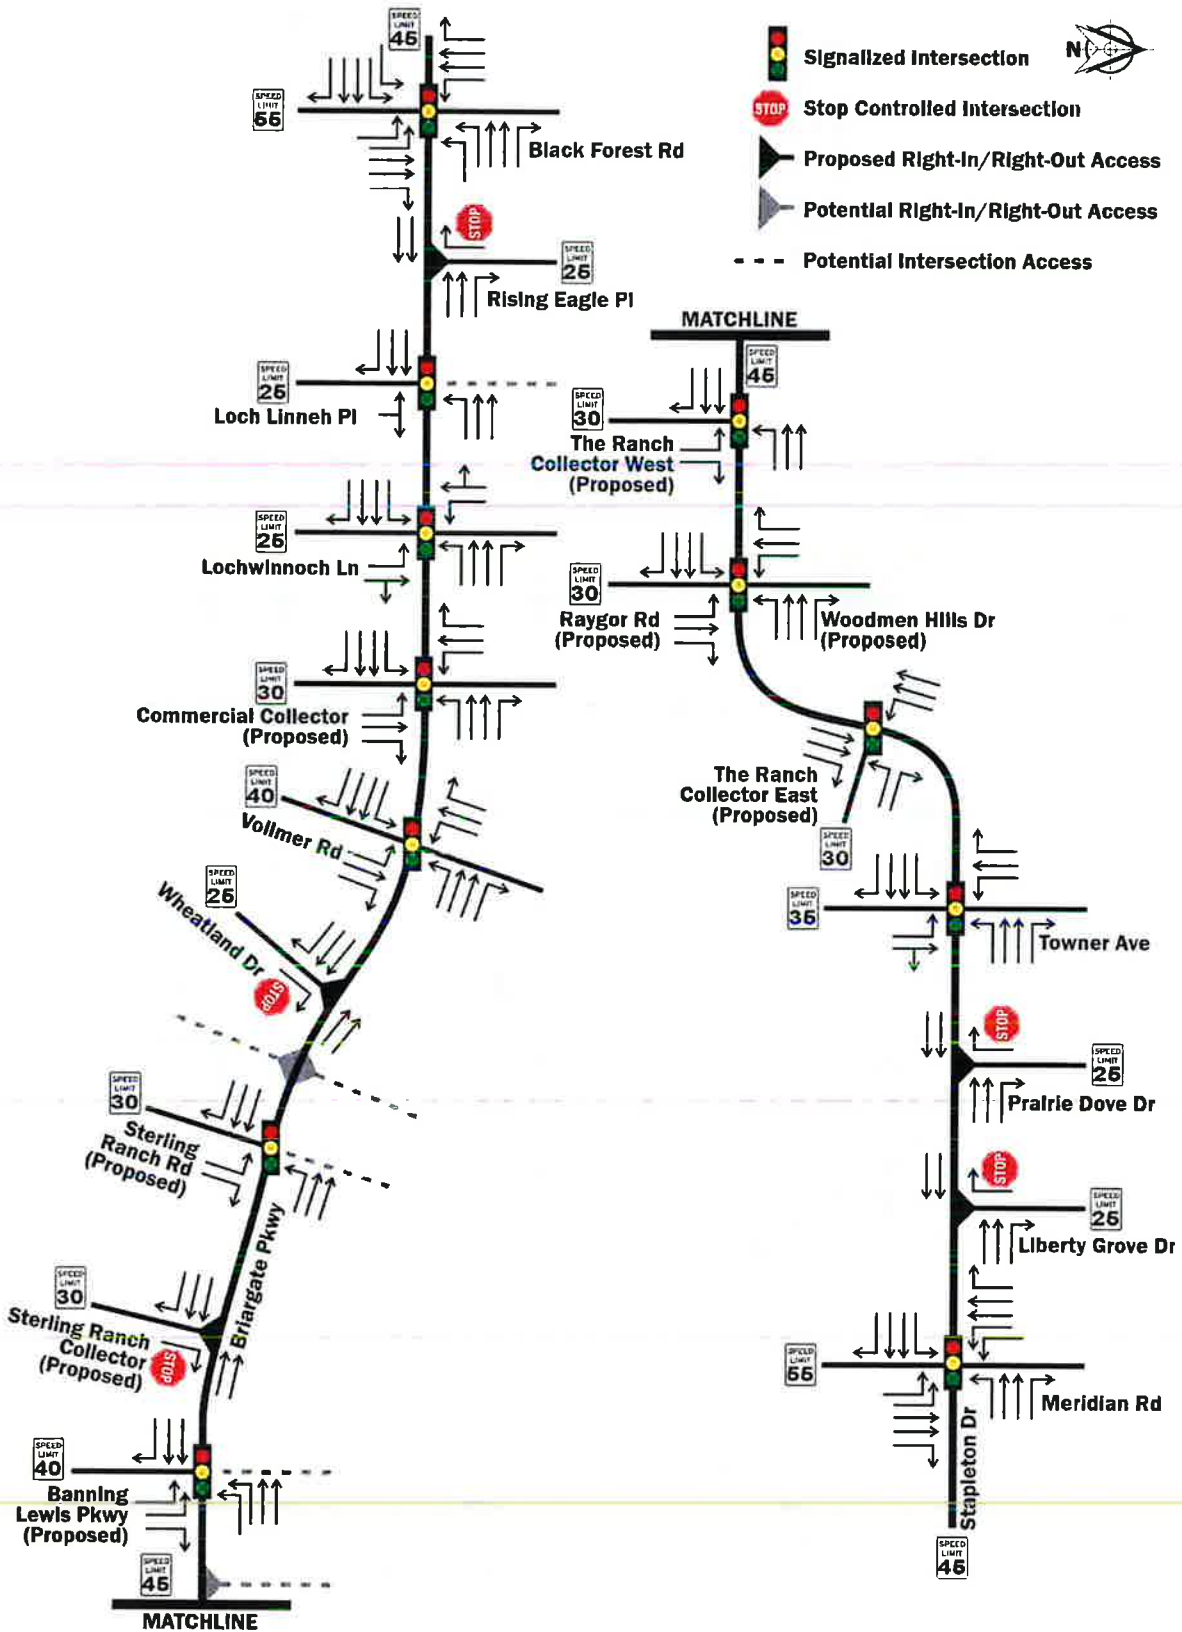 SPEED
LIMIT
45
SPEED
LIMIT
55
Black Forest Rd
STOP
SPEED
LIMIT
25
Rising Eagle Pl
SPEED
LIMIT
25
Loch Linneh Pl
SPEED
LIMIT
25
Lochwinnoch Ln
SPEED
LIMIT
30
Commercial Collector
(Proposed)
SPEED
LIMIT
40
Vollmer Rd
SPEED
LIMIT
25
Wheatland Dr
STOP
SPEED
LIMIT
30
Sterling
Ranch Rd
(Proposed)
Briargate Pkwy
SPEED
LIMIT
30
Sterling Ranch
Collector
(Proposed)
STOP
SPEED
LIMIT
40
Banning
Lewis Pkwy
(Proposed)
SPEED
LIMIT
45
MATCHLINE
Signalized Intersection
N
STOP
Stop Controlled Intersection
Proposed Right-In/Right-Out Access
Potential Right-In/Right-Out Access
Potential Intersection Access
MATCHLINE
SPEED
LIMIT
45
SPEED
LIMIT
30
The Ranch
Collector West
(Proposed)
SPEED
LIMIT
30
Raygor Rd
(Proposed)
Woodmen Hills Dr
(Proposed)
The Ranch
Collector East
(Proposed)
SPEED
LIMIT
30
SPEED
LIMIT
35
Towner Ave
STOP
SPEED
LIMIT
25
Prairie Dove Dr
STOP
SPEED
LIMIT
25
Liberty Grove Dr
SPEED
LIMIT
55
Meridian Rd
Stapleton Dr
SPEED
LIMIT
45